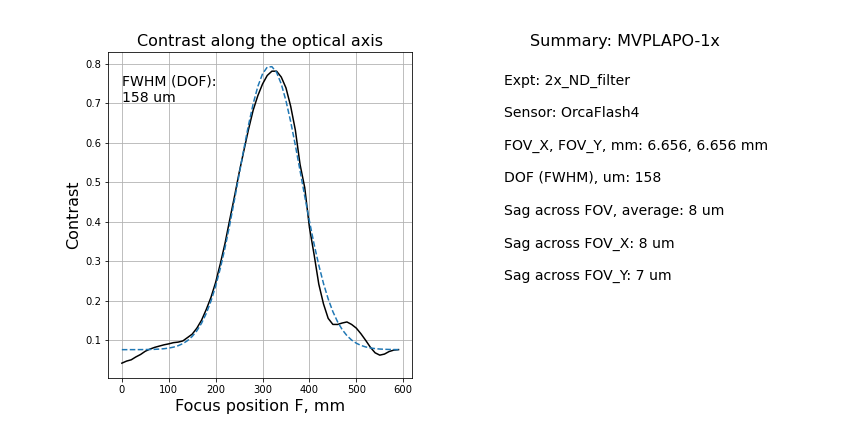 Contrast along the optical axis
FWHM (DOF):
158 um
0.8
0.7
0.6
0.5
0.4
0.3
0.2
0.1
Contrast
0 100 200 300 400 500 600
Focus position F, mm
Summary: MVPLAPO-1x
Expt: 2x_ND_filter
Sensor: OrcaFlash4
FOV_X, FOV_Y, mm: 6.656, 6.656 mm
DOF (FWHM), um: 158
Sag across FOV, average: 8 um
Sag across FOV_X: 8 um
Sag across FOV_Y: 7 um